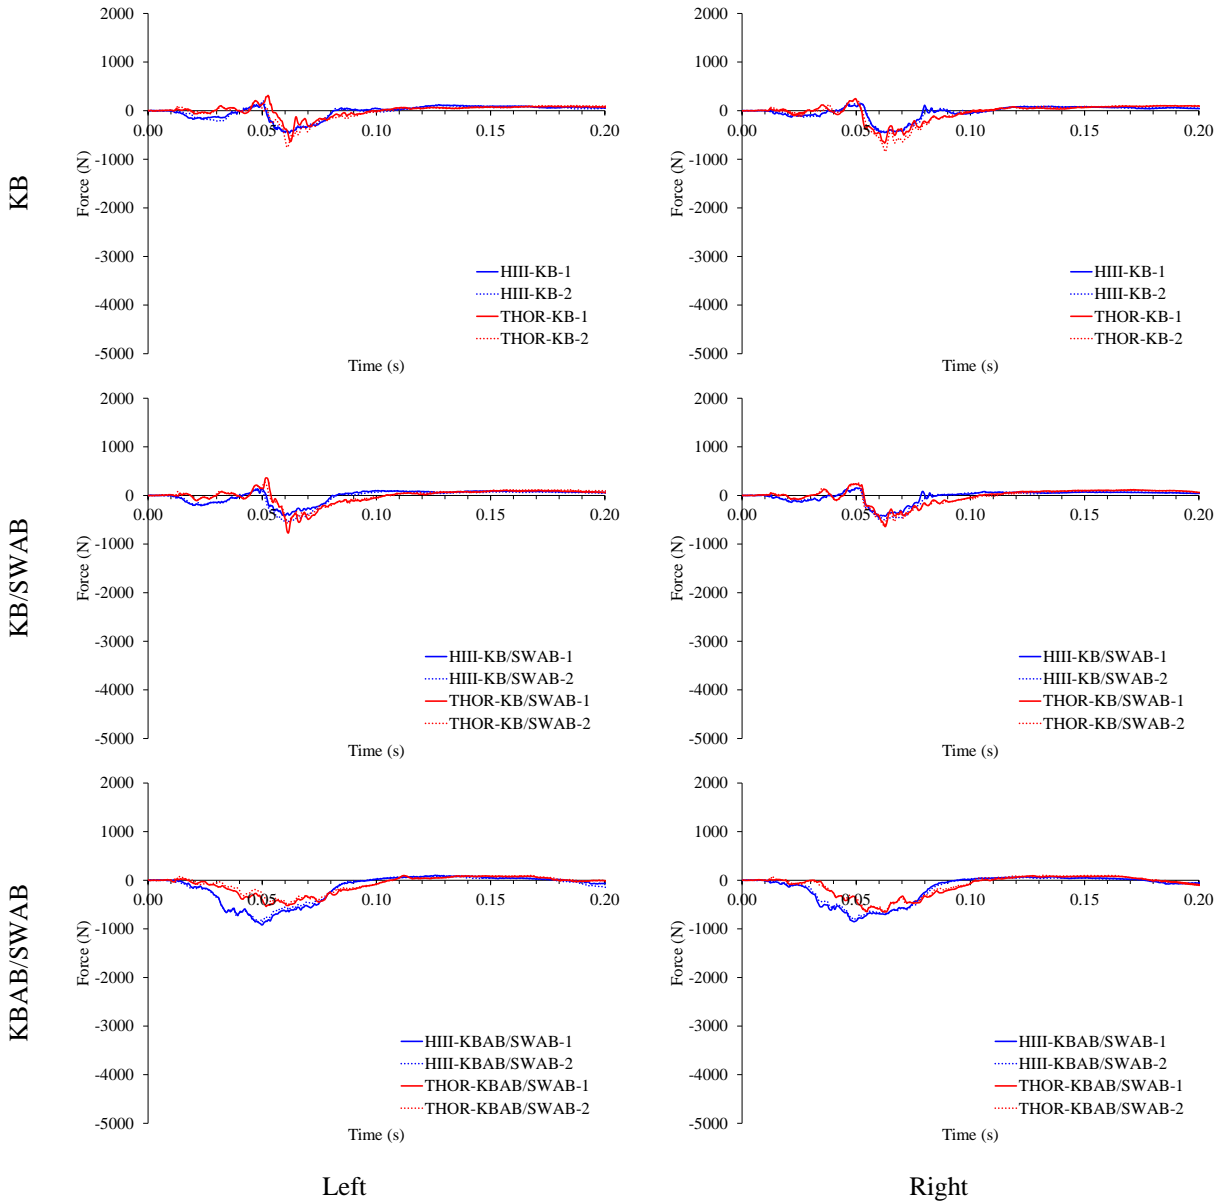 KB
2000
1000
0
-1000
-2000
-3000
-4000
-5000
0.00
0.05
0.10
0.15
0.20
Force (N)
Time (s)
HIII-KB-1
HIII-KB-2
THOR-KB-1
THOR-KB-2
2000
1000
0
-1000
-2000
-3000
-4000
-5000
0.00
0.05
0.10
0.15
0.20
Force (N)
Time (s)
HIII-KB-1
HIII-KB-2
THOR-KB-1
THOR-KB-2
KB/SWAB
2000
1000
0
-1000
-2000
-3000
-4000
-5000
0.00
0.05
0.10
0.15
0.20
Force (N)
Time (s)
HIII-KB/SWAB-1
HIII-KB/SWAB-2
THOR-KB/SWAB-1
THOR-KB/SWAB-2
2000
1000
0
-1000
-2000
-3000
-4000
-5000
0.00
0.05
0.10
0.15
0.20
Force (N)
Time (s)
HIII-KB/SWAB-1
HIII-KB/SWAB-2
THOR-KB/SWAB-1
THOR-KB/SWAB-2
KBAB/SWAB
2000
1000
0
-1000
-2000
-3000
-4000
-5000
0.00
0.05
0.10
0.15
0.20
Force (N)
Time (s)
HIII-KBAB/SWAB-1
HIII-KBAB/SWAB-2
THOR-KBAB/SWAB-1
THOR-KBAB/SWAB-2
2000
1000
0
-1000
-2000
-3000
-4000
-5000
0.00
0.05
0.10
0.15
0.20
Force (N)
Time (s)
HIII-KBAB/SWAB-1
HIII-KBAB/SWAB-2
THOR-KBAB/SWAB-1
THOR-KBAB/SWAB-2
Left
Right